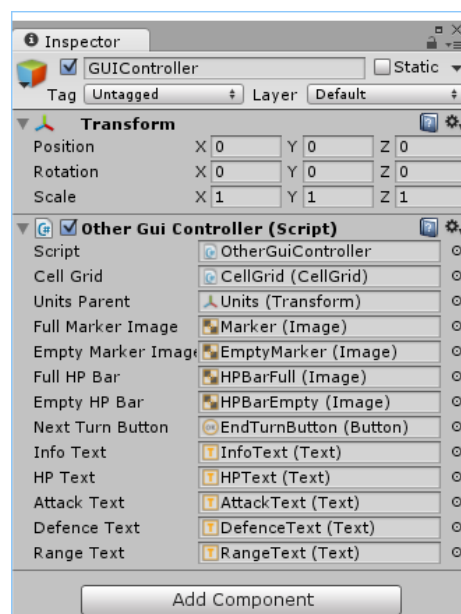 Inspector
GUIController Static
Tag Untagged Layer Default
Transform
Position X 0 Y 0 Z 0
Rotation X 0 Y 0 Z 0
Scale X 1 Y 1 Z 1
Other Gui Controller (Script)
Script OtherGuiController
Cell Grid CellGrid (CellGrid)
Units Parent Units (Transform)
Full Marker Image Marker (Image)
Empty Marker Image EmptyMarker (Image)
Full HP Bar HPBarFull (Image)
Empty HP Bar HPBarEmpty (Image)
Next Turn Button EndTurnButton (Button)
Info Text InfoText (Text)
HP Text HPText (Text)
Attack Text AttackText (Text)
Defence Text DefenceText (Text)
Range Text RangeText (Text)
Add Component